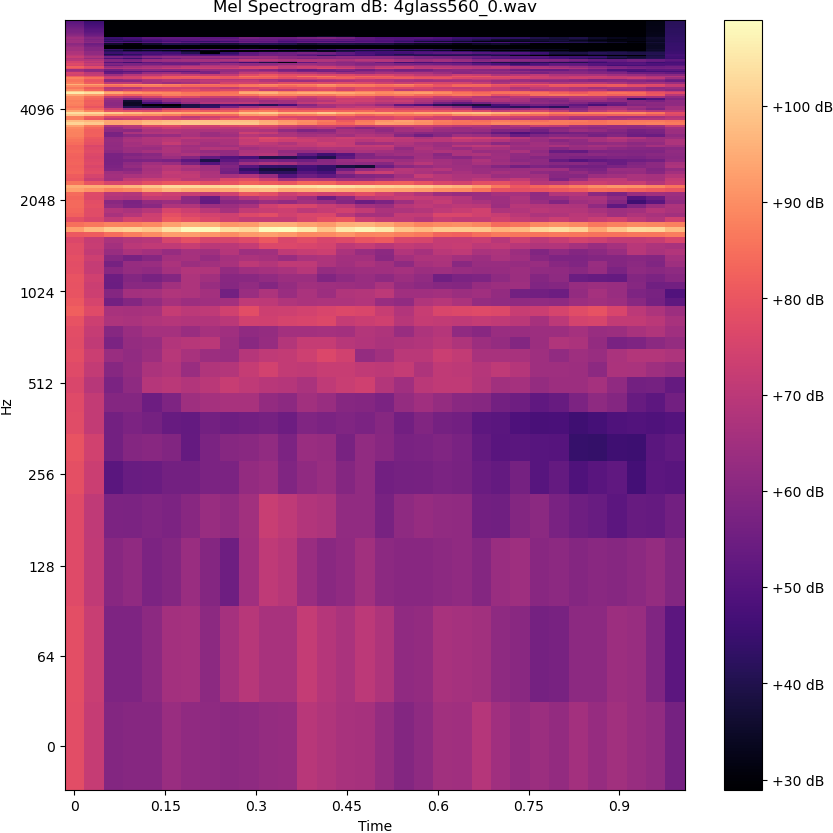 Mel Spectrogram dB: 4glass560_0.wav
4096
2048
1024
512
256
128
64
0
Hz
0
0.15
0.3
0.45
0.6
0.75
0.9
Time
+100 dB
+90 dB
+80 dB
+70 dB
+60 dB
+50 dB
+40 dB
+30 dB